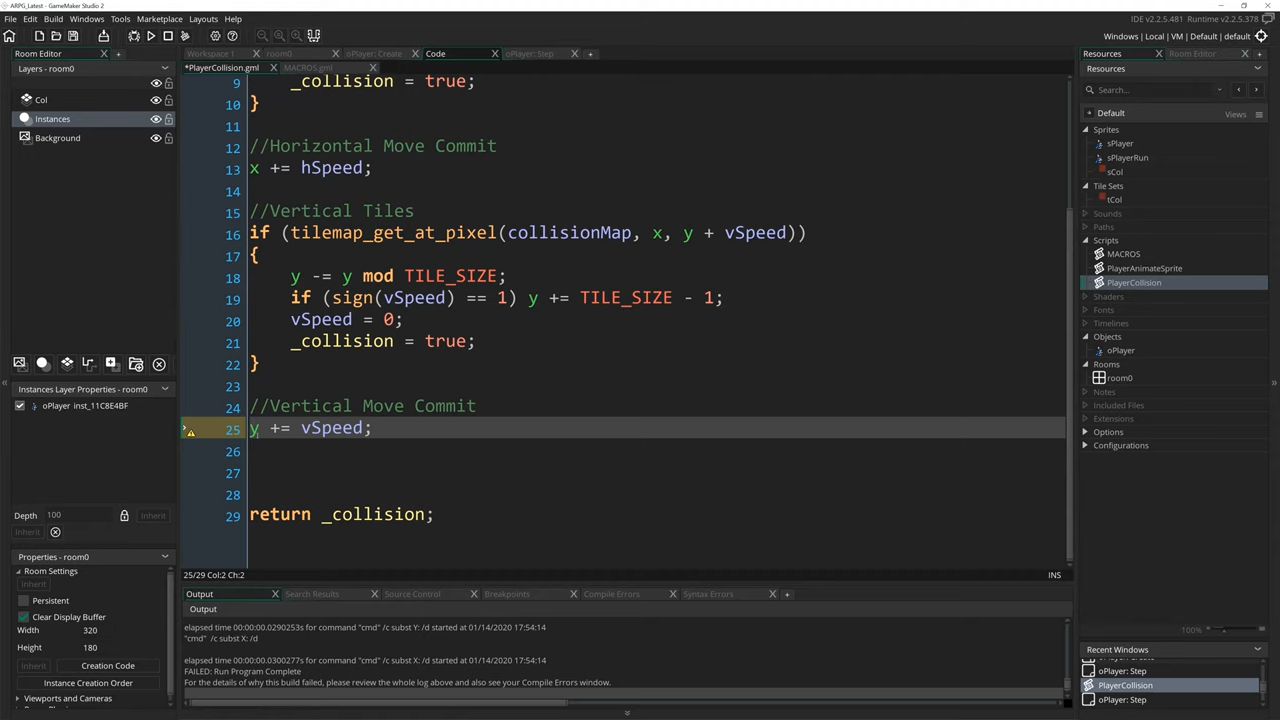 ARPG_Latest - GameMaker Studio 2
File Edit Build Windows Tools Marketplace Layouts Help
IDE v2.2.5.481 Runtime v2.2.5.378
Windows | Local | VM | Default | default
Room Editor
Layers - room0
Col
Instances
Background
Instances Layer Properties - room0
oPlayer inst_11C8E4BF
Depth 100 Inherit
Inherit
Properties - room0
Room Settings
Inherit
Persistent
Clear Display Buffer
Width 320
Height 180
Inherit Creation Code
Instance Creation Order
Viewports and Cameras
Workspace 1 room0 oPlayer: Create Code oPlayer: Step
*PlayerCollision.gml MACROS.gml
9 _collision = true;
10 }
11
12 //Horizontal Move Commit
13 x += hSpeed;
14
15 //Vertical Tiles
16 if (tilemap_get_at_pixel(collisionMap, x, y + vSpeed))
17 {
18 y -= y mod TILE_SIZE;
19 if (sign(vSpeed) == 1) y += TILE_SIZE - 1;
20 vSpeed = 0;
21 _collision = true;
22 }
23
24 //Vertical Move Commit
25 y += vSpeed;
26
27
28
29 return _collision;
25/29 Col:2 Ch:2
INS
Output Search Results Source Control Breakpoints Compile Errors Syntax Errors
Output
elapsed time 00:00:00.0290253s for command "cmd" /c subst Y: /d started at 01/14/2020 17:54:14
"cmd" /c subst X: /d
elapsed time 00:00:00.0300277s for command "cmd" /c subst X: /d started at 01/14/2020 17:54:14
FAILED: Run Program Complete
For the details of why this build failed, please review the whole log above and also see your Compile Errors window.
Resources Room Editor
Resources
Search...
Default Views
Sprites
sPlayer
sPlayerRun
sCol
Tile Sets
tCol
Sounds
Paths
Scripts
MACROS
PlayerAnimateSprite
PlayerCollision
Shaders
Fonts
Timelines
Objects
oPlayer
Rooms
room0
Notes
Included Files
Extensions
Options
Configurations
100%
Recent Windows
oPlayer: Step
PlayerCollision
oPlayer: Step